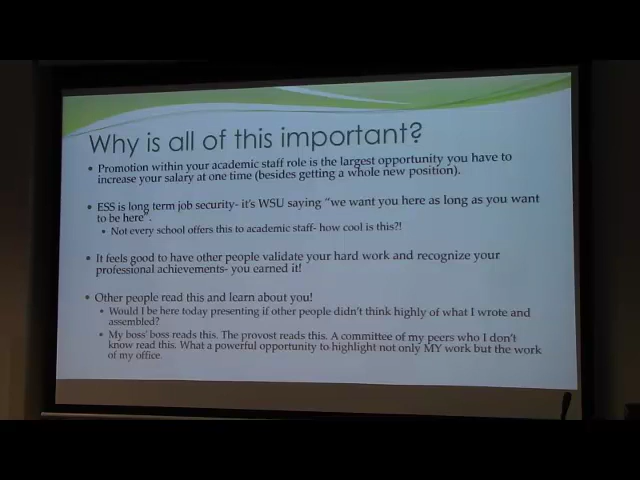 Why is all of this important?
• Promotion within your academic staff role is the largest opportunity you have to
increase your salary at one time (besides getting a whole new position).
• ESS is long term job security- it's WSU saying "we want you here as long as you want
to be here".
• Not every school offers this to academic staff- how cool is this?!
• It feels good to have other people validate your hard work and recognize your
professional achievements- you earned it!
• Other people read this and learn about you!
• Would I be here today presenting if other people didn't think highly of what I wrote and
assembled?
• My boss' boss reads this. The provost reads this. A committee of my peers who I don't
know read this. What a powerful opportunity to highlight not only MY work but the work
of my office.